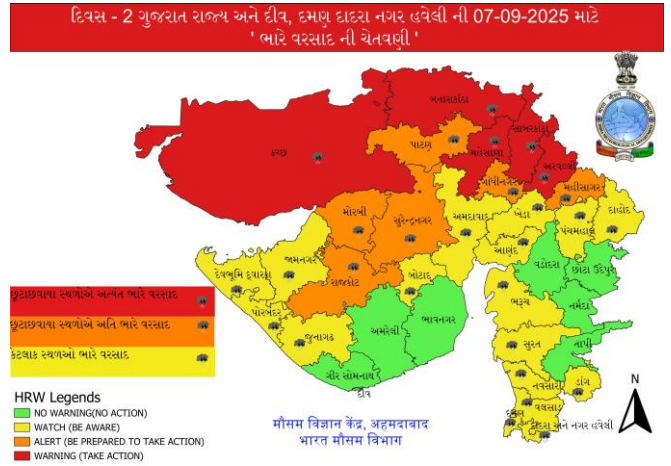 દિવસ - 2 ગુજરાત રાજ્ય અને દીવ, દમણ દાદરા નગર હવેલી ની 07-09-2025 માટે
' ભારે વરસાદ ની ચેતવણી '
બનાસકાંઠા
પાટણ
મહેસાણા
સાબરકાંઠા
અરવલ્લી
કચ્છ
ગાંધીનગર
મહીસાગર
મોરબી
સુરેન્દ્રનગર
અમદાવાદ
ખેડા
પંચમહાલ
દાહોદ
જામનગર
દેવભૂમિ દ્વારકા
રાજકોટ
બોટાદ
આણંદ
વડોદરા
છોટા ઉદેપુર
પોરબંદર
જુનાગઢ
અમરેલી
ભાવનગર
ભરૂચ
નર્મદા
ગીર સોમનાથ
દીવ
સુરત
તાપી
નવસારી
ડાંગ
વલસાડ
દમણ
દાદરા અને નગર હવેલી
છુટાછવાયા સ્થળોએ અત્યંત ભારે વરસાદ
છુટાછવાયા સ્થળોએ અતિ ભારે વરસાદ
કેટલાક સ્થળઓ ભારે વરસાદ
HRW Legends
NO WARNING(NO ACTION)
WATCH (BE AWARE)
ALERT (BE PREPARED TO TAKE ACTION)
WARNING (TAKE ACTION)
मौसम विज्ञान केंद्र, अहमदाबाद
भारत मौसम विभाग
N